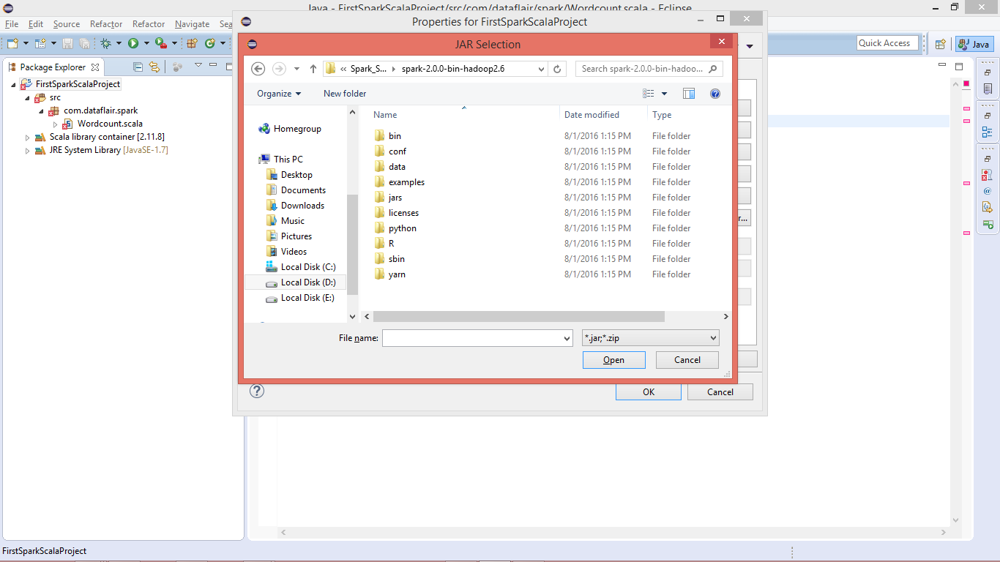 Java - FirstSparkScalaProject/src/com/dataflair/spark/Wordcount.scala - Eclipse
File Edit Source Refactor Refactor Navigate Sea
Quick Access
Java
Package Explorer
FirstSparkScalaProject
src
com.dataflair.spark
Wordcount.scala
Scala library container [2.11.8]
JRE System Library [JavaSE-1.7]
Properties for FirstSparkScalaProject
JAR Selection
« Spark_S... spark-2.0.0-bin-hadoop2.6
Search spark-2.0.0-bin-hadoo...
Organize New folder
Homegroup
This PC
Desktop
Documents
Downloads
Music
Pictures
Videos
Local Disk (C:)
Local Disk (D:)
Local Disk (E:)
Name Date modified Type
bin 8/1/2016 1:15 PM File folder
conf 8/1/2016 1:15 PM File folder
data 8/1/2016 1:15 PM File folder
examples 8/1/2016 1:15 PM File folder
jars 8/1/2016 1:15 PM File folder
licenses 8/1/2016 1:15 PM File folder
python 8/1/2016 1:15 PM File folder
R 8/1/2016 1:15 PM File folder
sbin 8/1/2016 1:15 PM File folder
yarn 8/1/2016 1:15 PM File folder
r...
File name: *.jar;*.zip
Open Cancel
OK Cancel
FirstSparkScalaProject